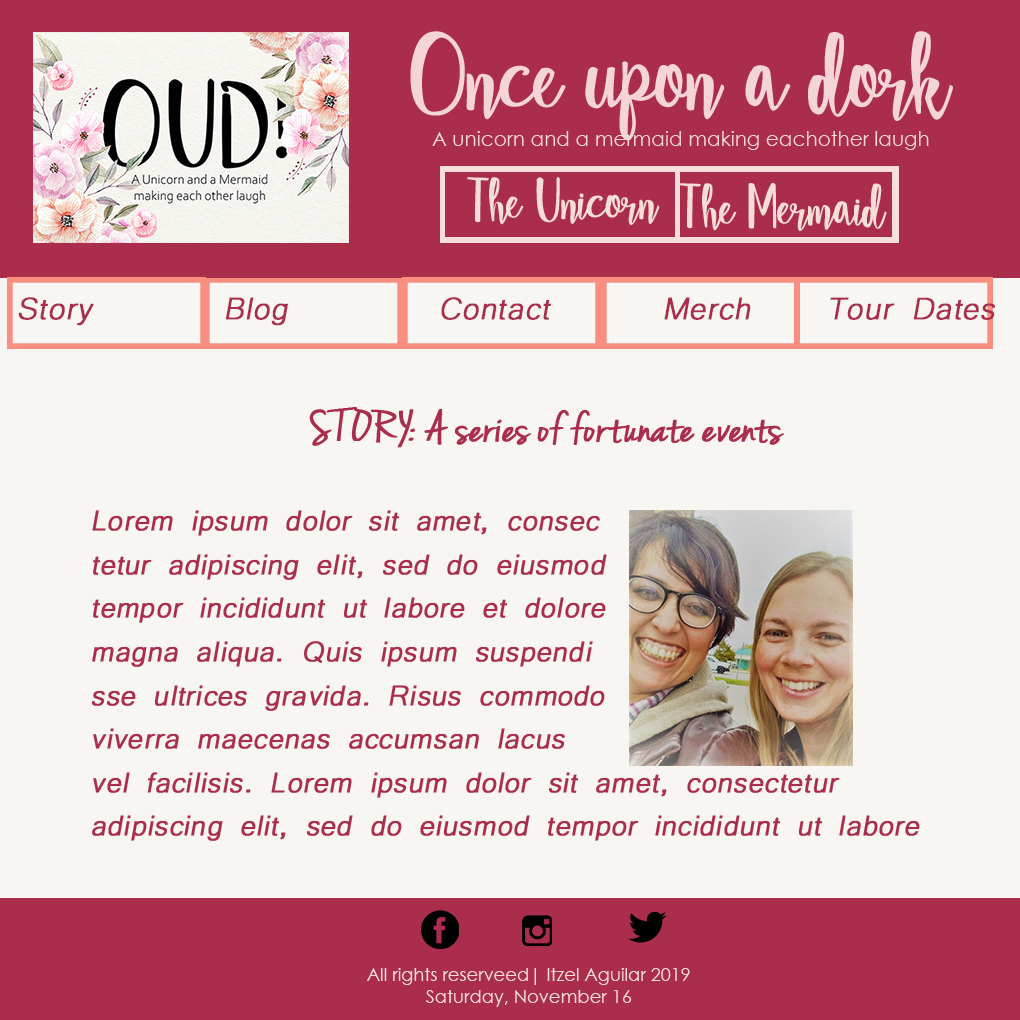 OUD!
A Unicorn and a Mermaid
making each other laugh
Once upon a dork
A unicorn and a mermaid making eachother laugh
The Unicorn
The Mermaid
Story
Blog
Contact
Merch
Tour Dates
STORY: A series of fortunate events
Lorem ipsum dolor sit amet, consec
tetur adipiscing elit, sed do eiusmod
tempor incididunt ut labore et dolore
magna aliqua. Quis ipsum suspendi
sse ultrices gravida. Risus commodo
viverra maecenas accumsan lacus
vel facilisis. Lorem ipsum dolor sit amet, consectetur
adipiscing elit, sed do eiusmod tempor incididunt ut labore
All rights reserveed| Itzel Aguilar 2019
Saturday, November 16